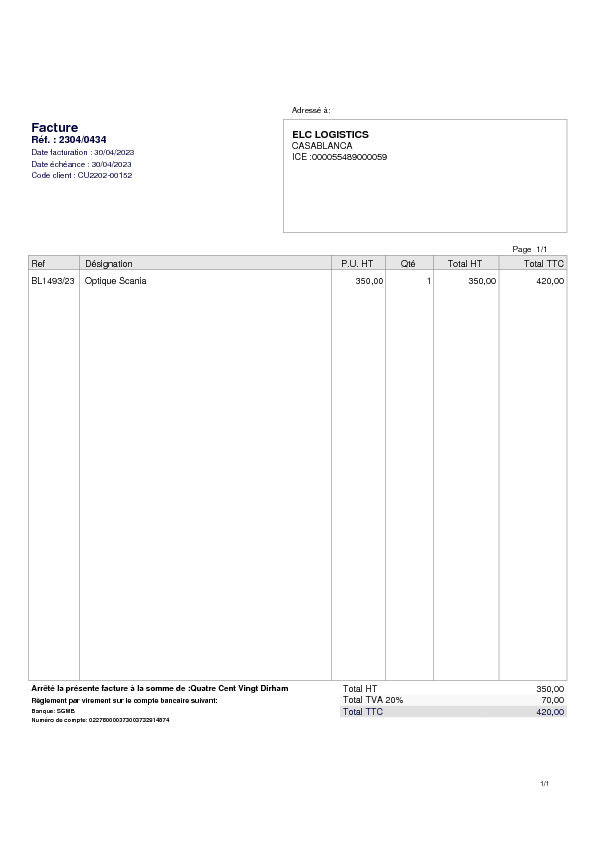 Adressé à:
Facture
Réf. : 2304/0434
Date facturation : 30/04/2023
Date échéance : 30/04/2023
Code client : CU2202-00152
ELC LOGISTICS
CASABLANCA
ICE :000055489000059
Page 1/1
Ref Désignation P.U. HT Qté Total HT Total TTC
BL1493/23 Optique Scania 350,00 1 350,00 420,00
Arrêté la présente facture à la somme de :Quatre Cent Vingt Dirham
Règlement par virement sur le compte bancaire suivant:
Banque: SGMB
Numéro de compte:
Total HT 350,00
Total TVA 20% 70,00
Total TTC 420,00
1/1